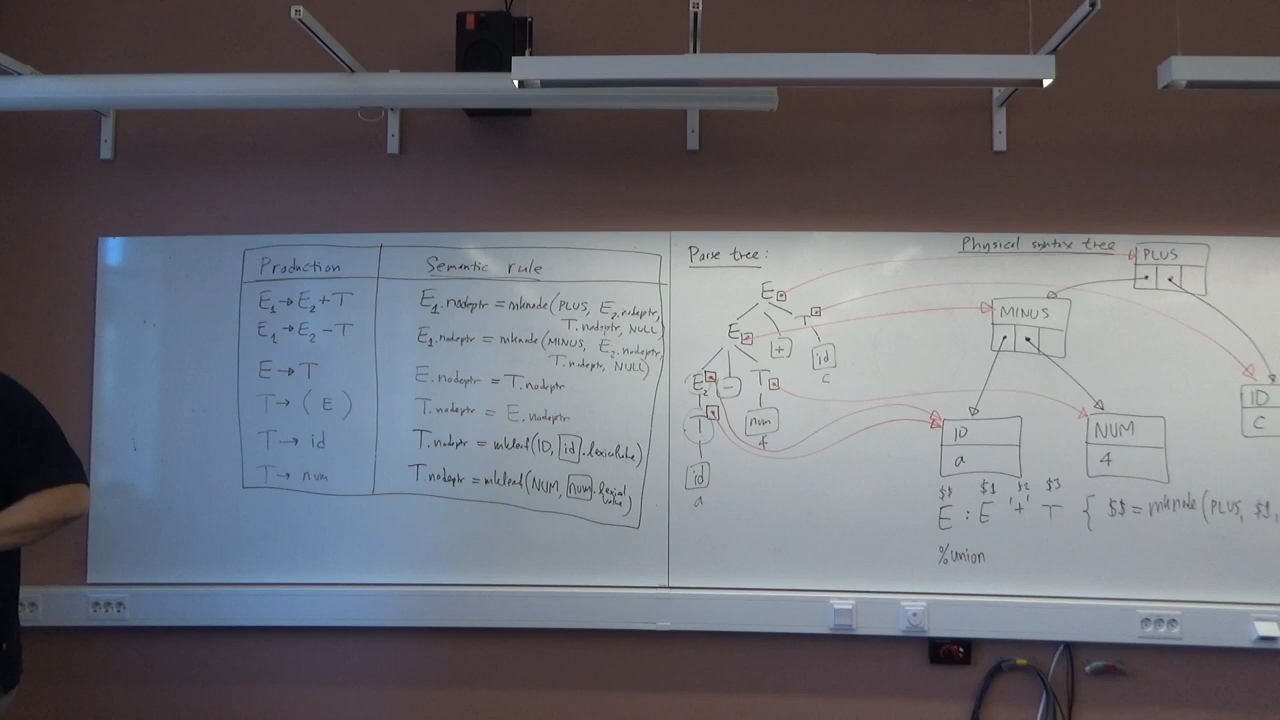 Production Semantic rule
E₁ → E₂ + T E₁.nodeptr = mknode(PLUS, E₂.nodeptr,
T.nodeptr, NULL)
E₁ → E₂ - T E₁.nodeptr = mknode(MINUS, E₂.nodeptr,
T.nodeptr, NULL)
E → T E.nodeptr = T.nodeptr
T → ( E ) T.nodeptr = E.nodeptr
T → id T.nodeptr = mkleaf(ID, id.lexicalvalue)
T → num T.nodeptr = mkleaf(NUM, num.lexical
value)
Parse tree:
E
E + T
id
c
E₂ - T
T num
4
id
a
Physical syntax tree
PLUS
MINUS
ID
C
ID
a
NUM
4
$$ $1 $2 $3
E : E '+' T { $$ = mknode(PLUS, $1,
%union